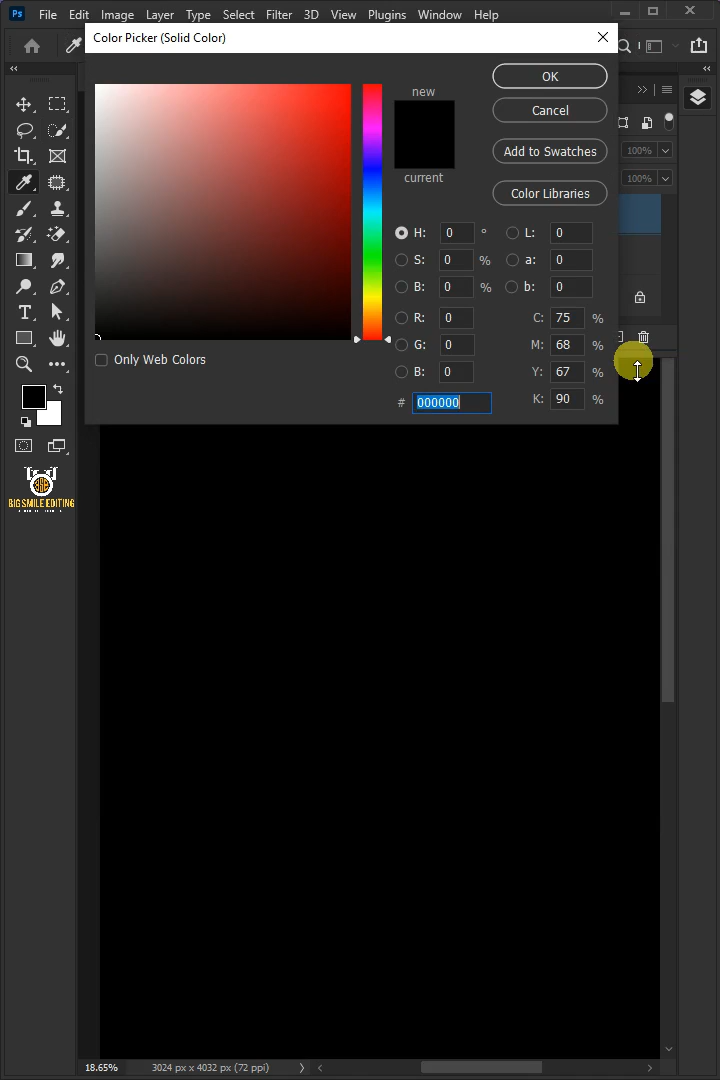 Ps File Edit Image Layer Type Select Filter 3D View Plugins Window Help
Color Picker (Solid Color)
new
current
OK
Cancel
Add to Swatches
Color Libraries
H: 0 ° L: 0
S: 0 % a: 0
B: 0 % b: 0
R: 0 C: 75 %
G: 0 M: 68 %
B: 0 Y: 67 %
# 000000 K: 90 %
Only Web Colors
100%
100%
BIG SMILE EDITING
18.65% 3024 px x 4032 px (72 ppi)